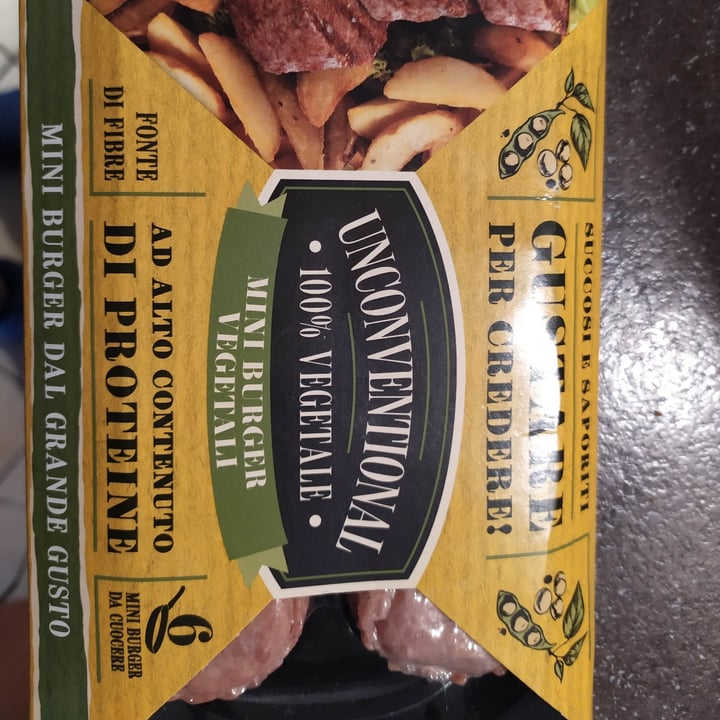 SUCCOSI E SAPORITI
GUSTARE
PER CREDERE!
UNCONVENTIONAL
• 100% VEGETALE •
MINI BURGER
VEGETALI
FONTE
DI FIBRE
AD ALTO CONTENUTO
DI PROTEINE
6
MINI BURGER
DA CUOCERE
MINI BURGER DAL GRANDE GUSTO